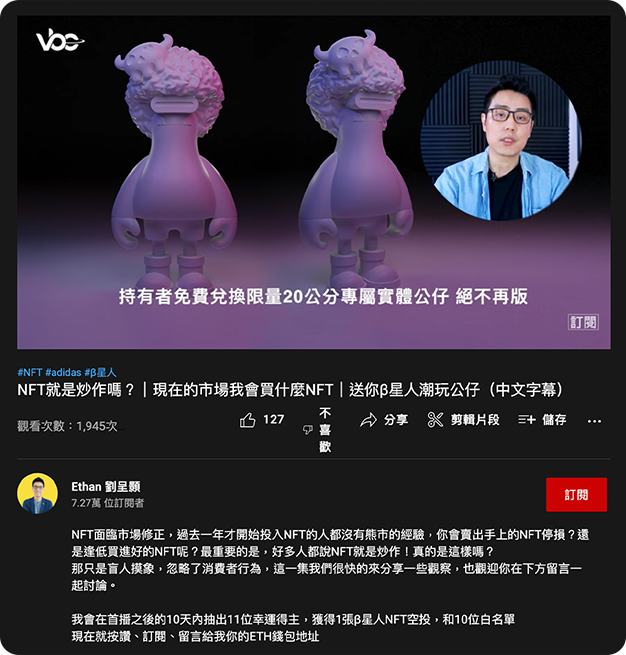 VBC
持有者免費兌換限量20公分專屬實體公仔 絕不再版
訂閱
#NFT #adidas #β星人
NFT就是炒作嗎？｜現在的市場我會買什麼NFT｜送你β星人潮玩公仔（中文字幕）
觀看次數：1,945次
127
不喜歡
分享
剪輯片段
儲存
Ethan 劉呈顥
7.27萬 位訂閱者
訂閱
NFT面臨市場修正，過去一年才開始投入NFT的人都沒有熊市的經驗，你會賣出手上的NFT停損？還
是逢低買進好的NFT呢？最重要的是，好多人都說NFT就是炒作！真的是這樣嗎？
那只是盲人摸象，忽略了消費者行為，這一集我們很快的來分享一些觀察，也歡迎你在下方留言一
起討論。
我會在首播之後的10天內抽出11位幸運得主，獲得1張β星人NFT空投，和10位白名單
現在就按讚、訂閱、留言給我你的ETH錢包地址